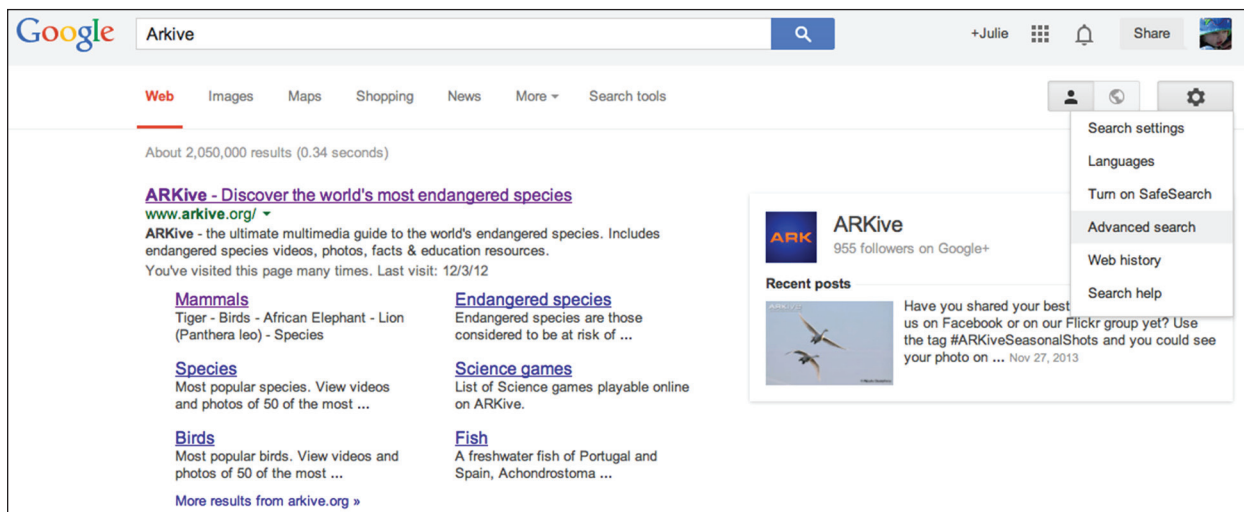 Google
Arkive
+Julie
Share
Web Images Maps Shopping News More Search tools
About 2,050,000 results (0.34 seconds)
ARKive - Discover the world's most endangered species
www.arkive.org/
ARKive - the ultimate multimedia guide to the world's endangered species. Includes
endangered species videos, photos, facts & education resources.
You've visited this page many times. Last visit: 12/3/12
Mammals
Tiger - Birds - African Elephant - Lion
(Panthera leo) - Species
Endangered species
Endangered species are those
considered to be at risk of ...
Species
Most popular species. View videos
and photos of 50 of the most ...
Science games
List of Science games playable online
on ARKive.
Birds
Most popular birds. View videos and
photos of 50 of the most ...
Fish
A freshwater fish of Portugal and
Spain, Achondrostoma ...
More results from arkive.org »
Search settings
Languages
Turn on SafeSearch
Advanced search
Web history
Search help
ARK
ARKive
955 followers on Google+
Recent posts
Have you shared your best
us on Facebook or on our Flickr group yet? Use
the tag #ARKiveSeasonalShots and you could see
your photo on ... Nov 27, 2013